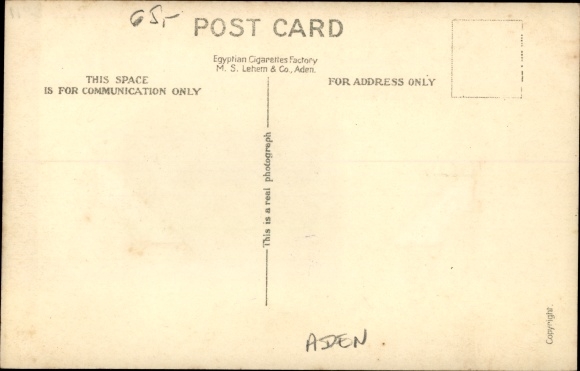 65,-
POST CARD
Egyptian Cigarettes Factory
M. S. Lehem & Co., Aden.
THIS SPACE
IS FOR COMMUNICATION ONLY
FOR ADDRESS ONLY
This is a real photograph
ADEN.
Copyright.